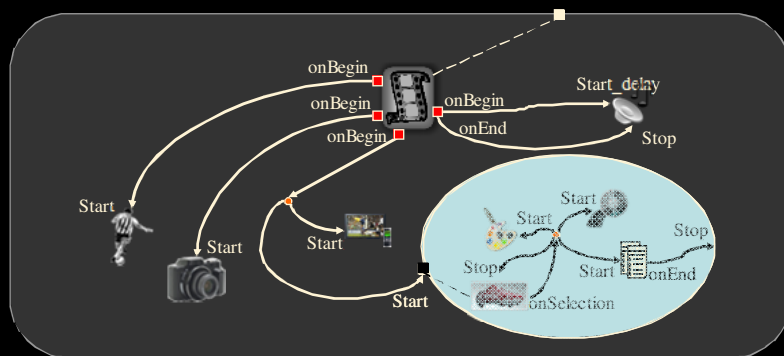 onBegin
onBegin
onBegin
onBegin
onEnd
Start_delay
Stop
Start
Start
Start
Start
Start
Start
Stop
Start
Stop
onEnd
onSelection